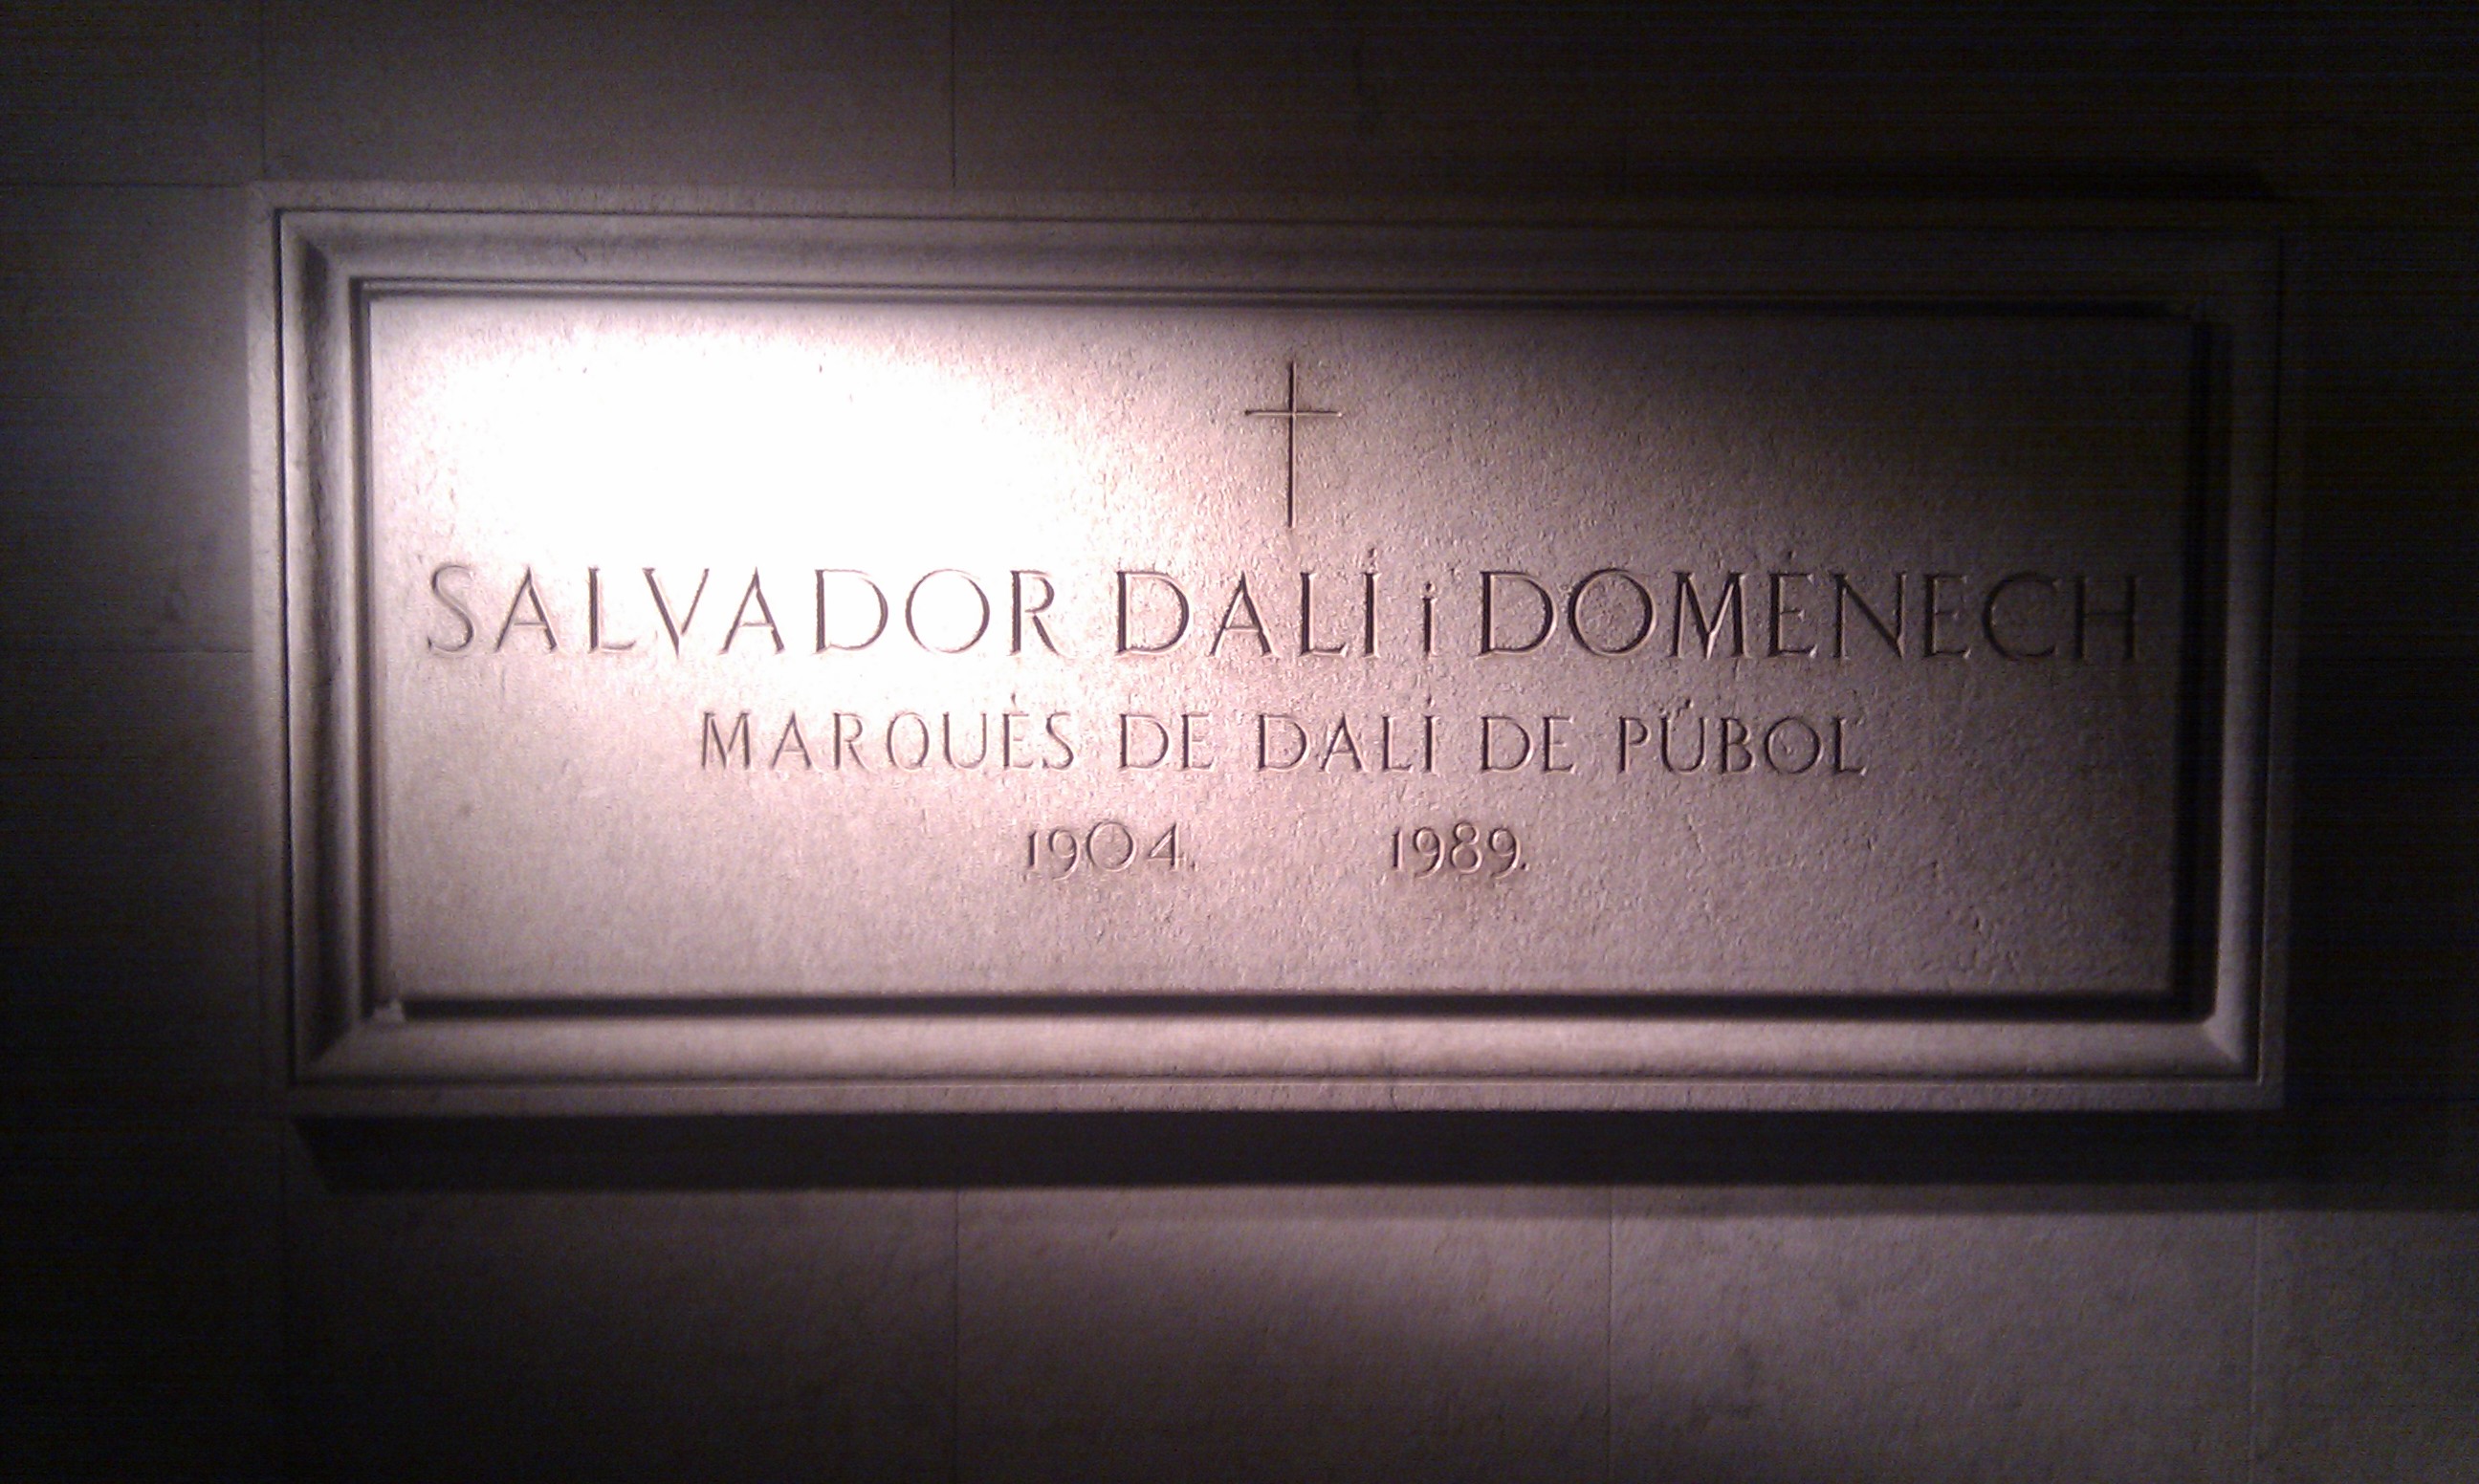 SALVADOR DALÍ i DOMÈNECH
MARQUÈS DE DALÍ DE PÚBOL
1904. 1989.